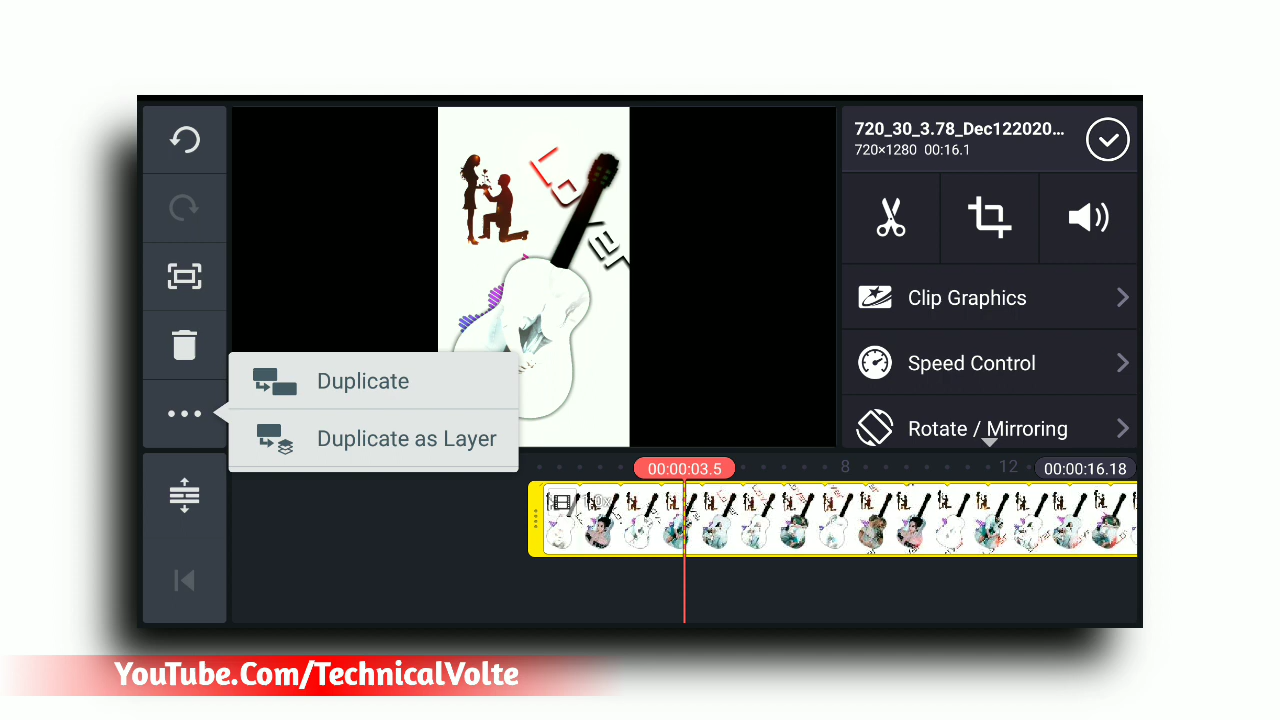 720_30_3.78_Dec122020...
720×1280 00:16.1
Lover
Clip Graphics
Speed Control
Rotate / Mirroring
Duplicate
Duplicate as Layer
00:00:03.5
8
12
00:00:16.18
YouTube.Com/TechnicalVolte